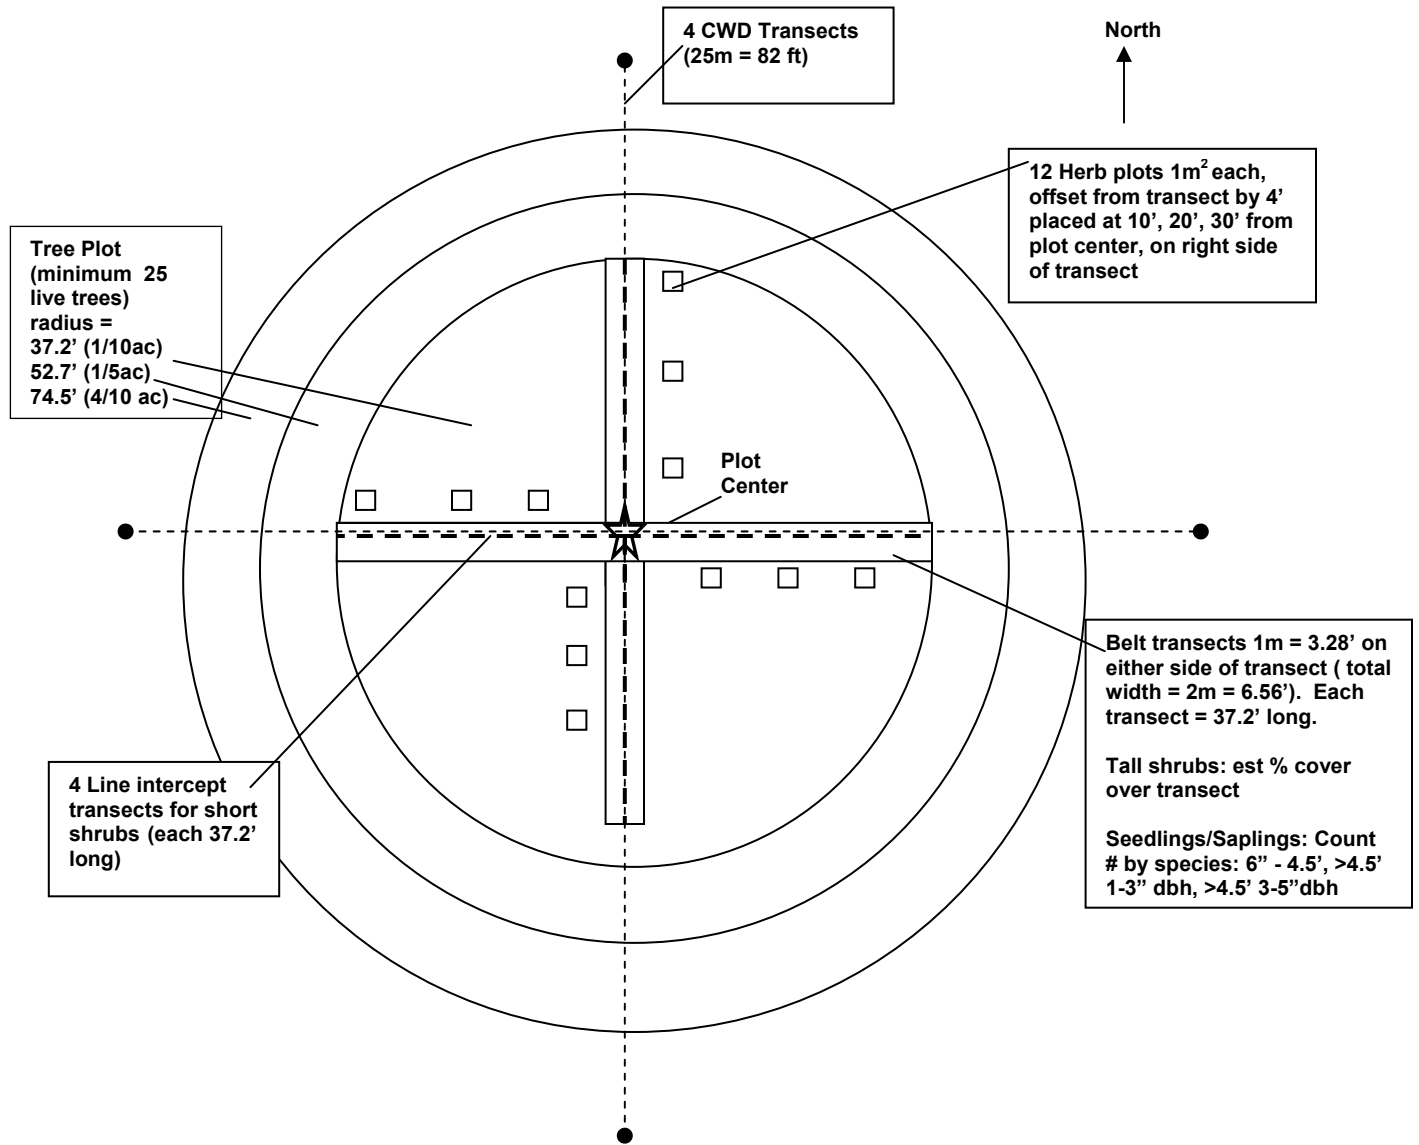 4 CWD Transects
(25m = 82 ft)
North
12 Herb plots 1m² each,
offset from transect by 4’
placed at 10’, 20’, 30’ from
plot center, on right side
of transect
Tree Plot
(minimum 25
live trees)
radius =
37.2’ (1/10ac)
52.7’ (1/5ac)
74.5’ (4/10 ac)
Plot
Center
Belt transects 1m = 3.28’ on
either side of transect ( total
width = 2m = 6.56’). Each
transect = 37.2’ long.
Tall shrubs: est % cover
over transect
Seedlings/Saplings: Count
# by species: 6” - 4.5’, >4.5’
1-3” dbh, >4.5’ 3-5”dbh
4 Line intercept
transects for short
shrubs (each 37.2’
long)